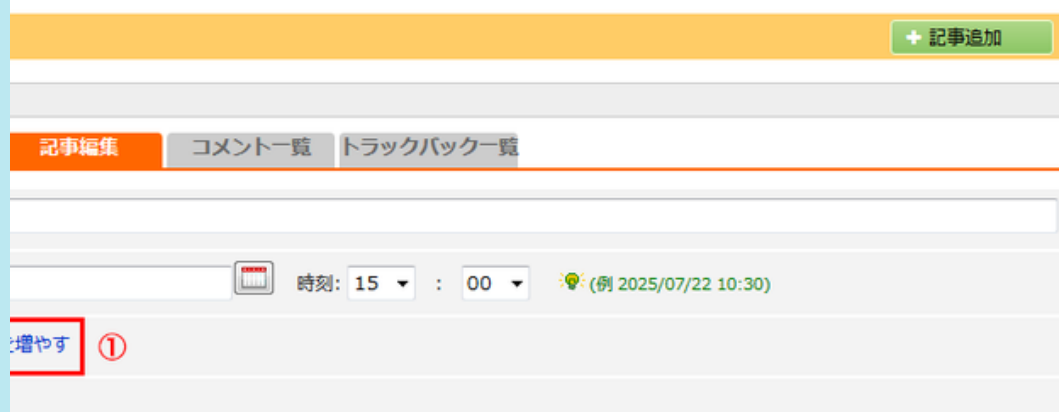 記事追加
記事編集 コメント一覧 トラックバック一覧
時刻: 15 : 00 (例 2025/07/22 10:30)
を増やす ①